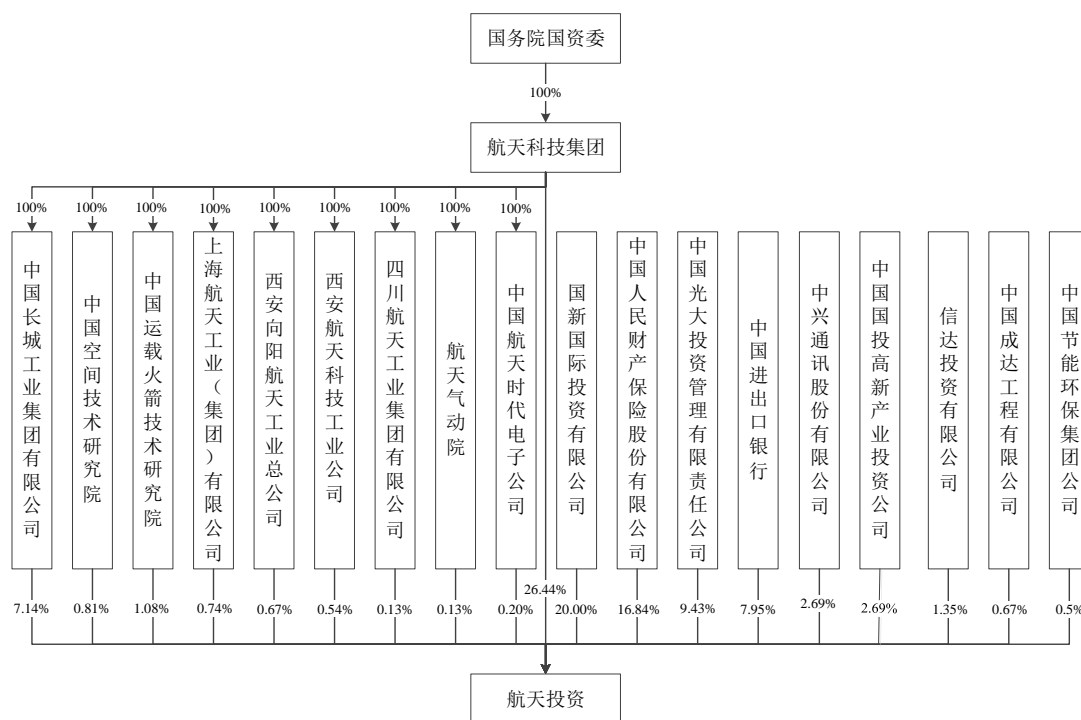 国务院国资委
100%
航天科技集团
100% 100% 100% 100% 100% 100% 100% 100% 100%
中国长城工业集团有限公司
中国空间技术研究院
中国运载火箭技术研究院
上海航天工业（集团）有限公司
西安向阳航天工业总公司
西安航天科技工业公司
四川航天工业集团有限公司
航天气动院
中国航天时代电子公司
国新国际投资有限公司
中国人民财产保险股份有限公司
中国光大投资管理有限责任公司
中国进出口银行
中兴通讯股份有限公司
中国国投高新产业投资公司
信达投资有限公司
中国成达工程有限公司
中国节能环保集团公司
7.14% 0.81% 1.08% 0.74% 0.67% 0.54% 0.13% 0.13% 0.20% 26.44% 20.00% 16.84% 9.43% 7.95% 2.69% 2.69% 1.35% 0.67% 0.5%
航天投资